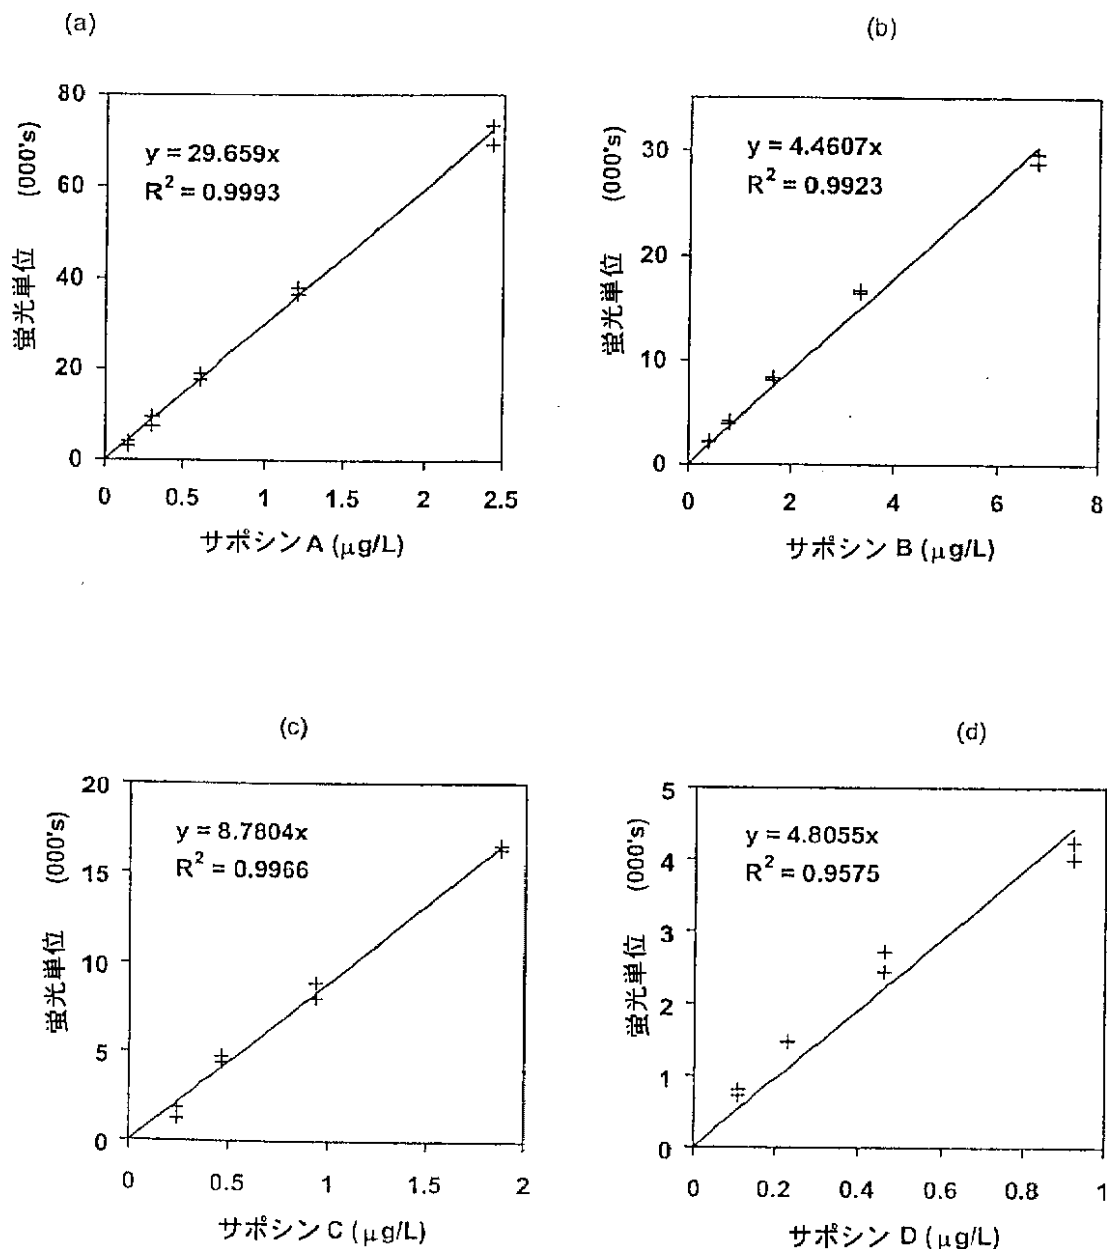 (a)
蛍光単位 (000's)
80
60
40
20
0
y = 29.659x
R² = 0.9993
0 0.5 1 1.5 2 2.5
サポシン A (μg/L)
(b)
蛍光単位 (000's)
30
20
10
0
y = 4.4607x
R² = 0.9923
0 2 4 6 8
サポシン B (μg/L)
(c)
蛍光単位 (000's)
20
15
10
5
0
y = 8.7804x
R² = 0.9966
0 0.5 1 1.5 2
サポシン C (μg/L)
(d)
蛍光単位 (000's)
5
4
3
2
1
0
y = 4.8055x
R² = 0.9575
0 0.2 0.4 0.6 0.8 1
サポシン D (μg/L)